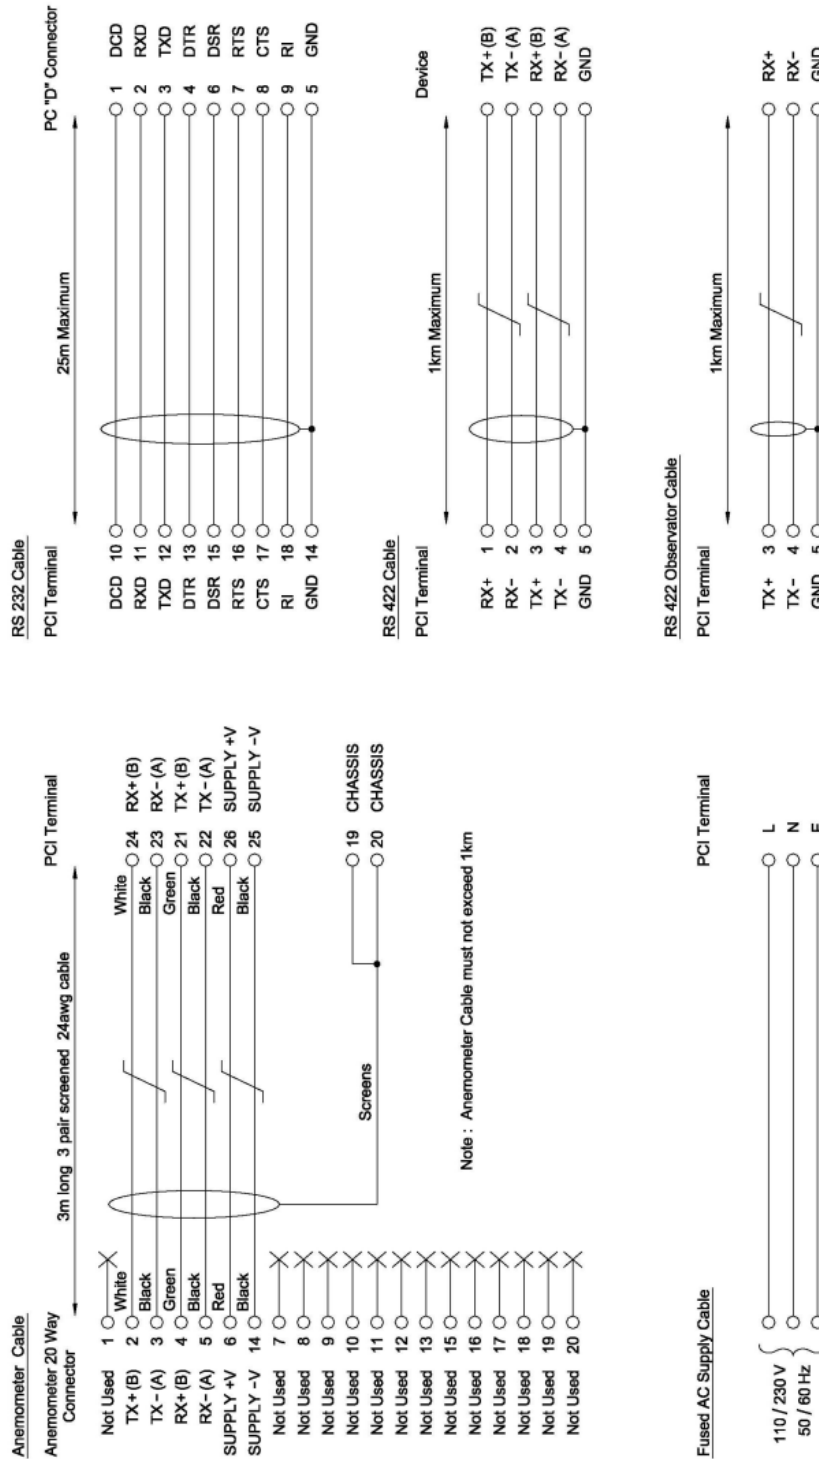 Anemometer Cable
Anemometer 20 Way
Connector
PCI Terminal
3m long 3 pair screened 24awg cable
Not Used 1
TX+(B) 2 White White 24 RX+(B)
TX-(A) 3 Black Black 23 RX-(A)
RX+(B) 4 Green Green 21 TX+(B)
RX-(A) 5 Black Black 22 TX-(A)
SUPPLY +V 6 Red Red 26 SUPPLY +V
SUPPLY -V 14 Black Black 25 SUPPLY -V
Not Used 7
Not Used 8
Not Used 9
Not Used 10
Not Used 11
Not Used 12
Not Used 13
Not Used 15
Not Used 16
Not Used 17
Not Used 18
Not Used 19
Not Used 20
Screens
19 CHASSIS
20 CHASSIS
Note : Anemometer Cable must not exceed 1km
Fused AC Supply Cable
PCI Terminal
110 / 230 V
50 / 60 Hz
L
N
RS 232 Cable
PCI Terminal
PC "D" Connector
25m Maximum
DCD 10 1 DCD
RXD 11 2 RXD
TXD 12 3 TXD
DTR 13 4 DTR
DSR 15 6 DSR
RTS 16 7 RTS
CTS 17 8 CTS
RI 18 9 RI
GND 14 5 GND
RS 422 Cable
PCI Terminal
Device
1km Maximum
RX+ 1 TX+(B)
RX- 2 TX-(A)
TX+ 3 RX+(B)
TX- 4 RX-(A)
GND 5 GND
RS 422 Observator Cable
PCI Terminal
1km Maximum
TX+ 3 RX+
TX- 4 RX-
GND 5 GND